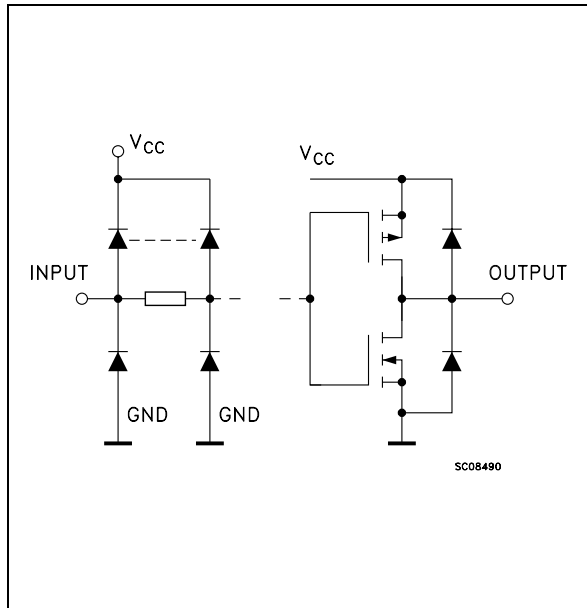 VCC
VCC
INPUT
OUTPUT
GND
GND
SC08490